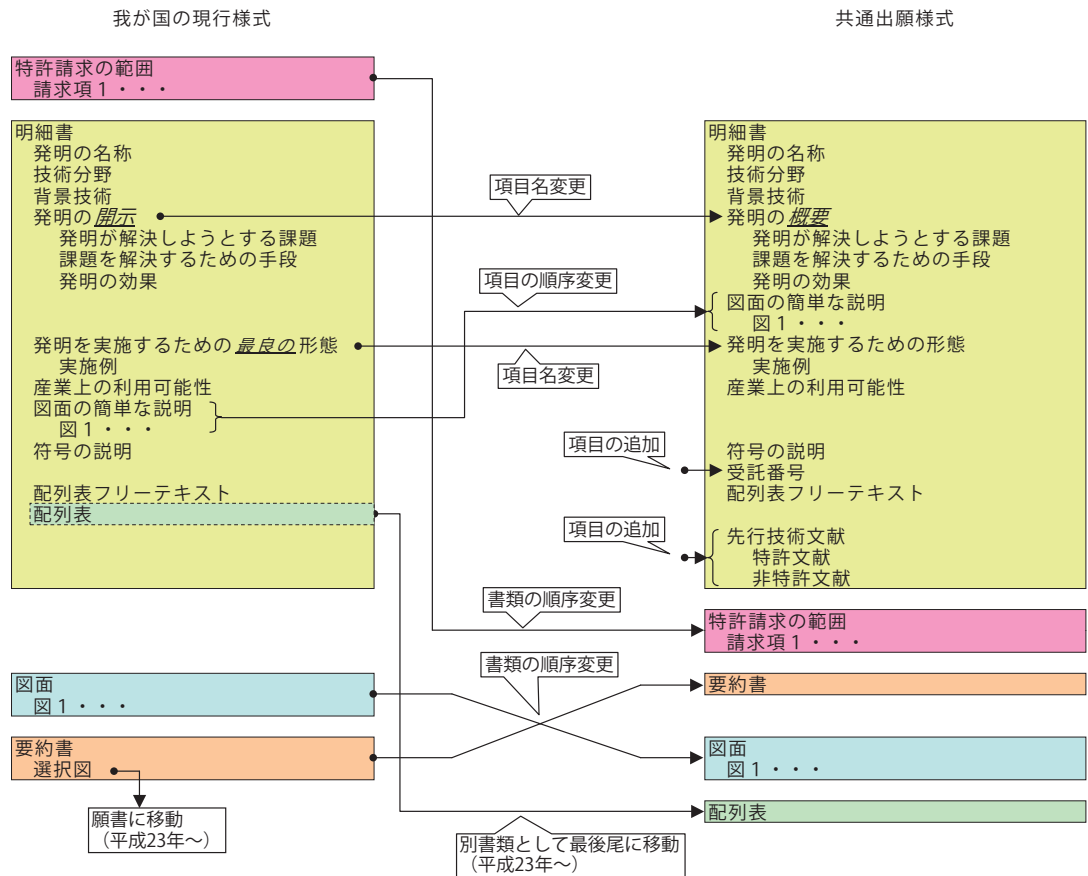 我が国の現行様式
共通出願様式
特許請求の範囲
請求項1・・・
明細書
発明の名称
技術分野
背景技術
発明の開示
発明が解決しようとする課題
課題を解決するための手段
発明の効果
発明を実施するための最良の形態
実施例
産業上の利用可能性
図面の簡単な説明
図1・・・
符号の説明
配列表フリーテキスト
配列表
図面
図1・・・
要約書
選択図
願書に移動
（平成23年～）
項目名変更
項目の順序変更
項目名変更
項目の追加
項目の追加
書類の順序変更
書類の順序変更
別書類として最後尾に移動
（平成23年～）
明細書
発明の名称
技術分野
背景技術
発明の概要
発明が解決しようとする課題
課題を解決するための手段
発明の効果
図面の簡単な説明
図1・・・
発明を実施するための形態
実施例
産業上の利用可能性
符号の説明
受託番号
配列表フリーテキスト
先行技術文献
特許文献
非特許文献
特許請求の範囲
請求項1・・・
要約書
図面
図1・・・
配列表